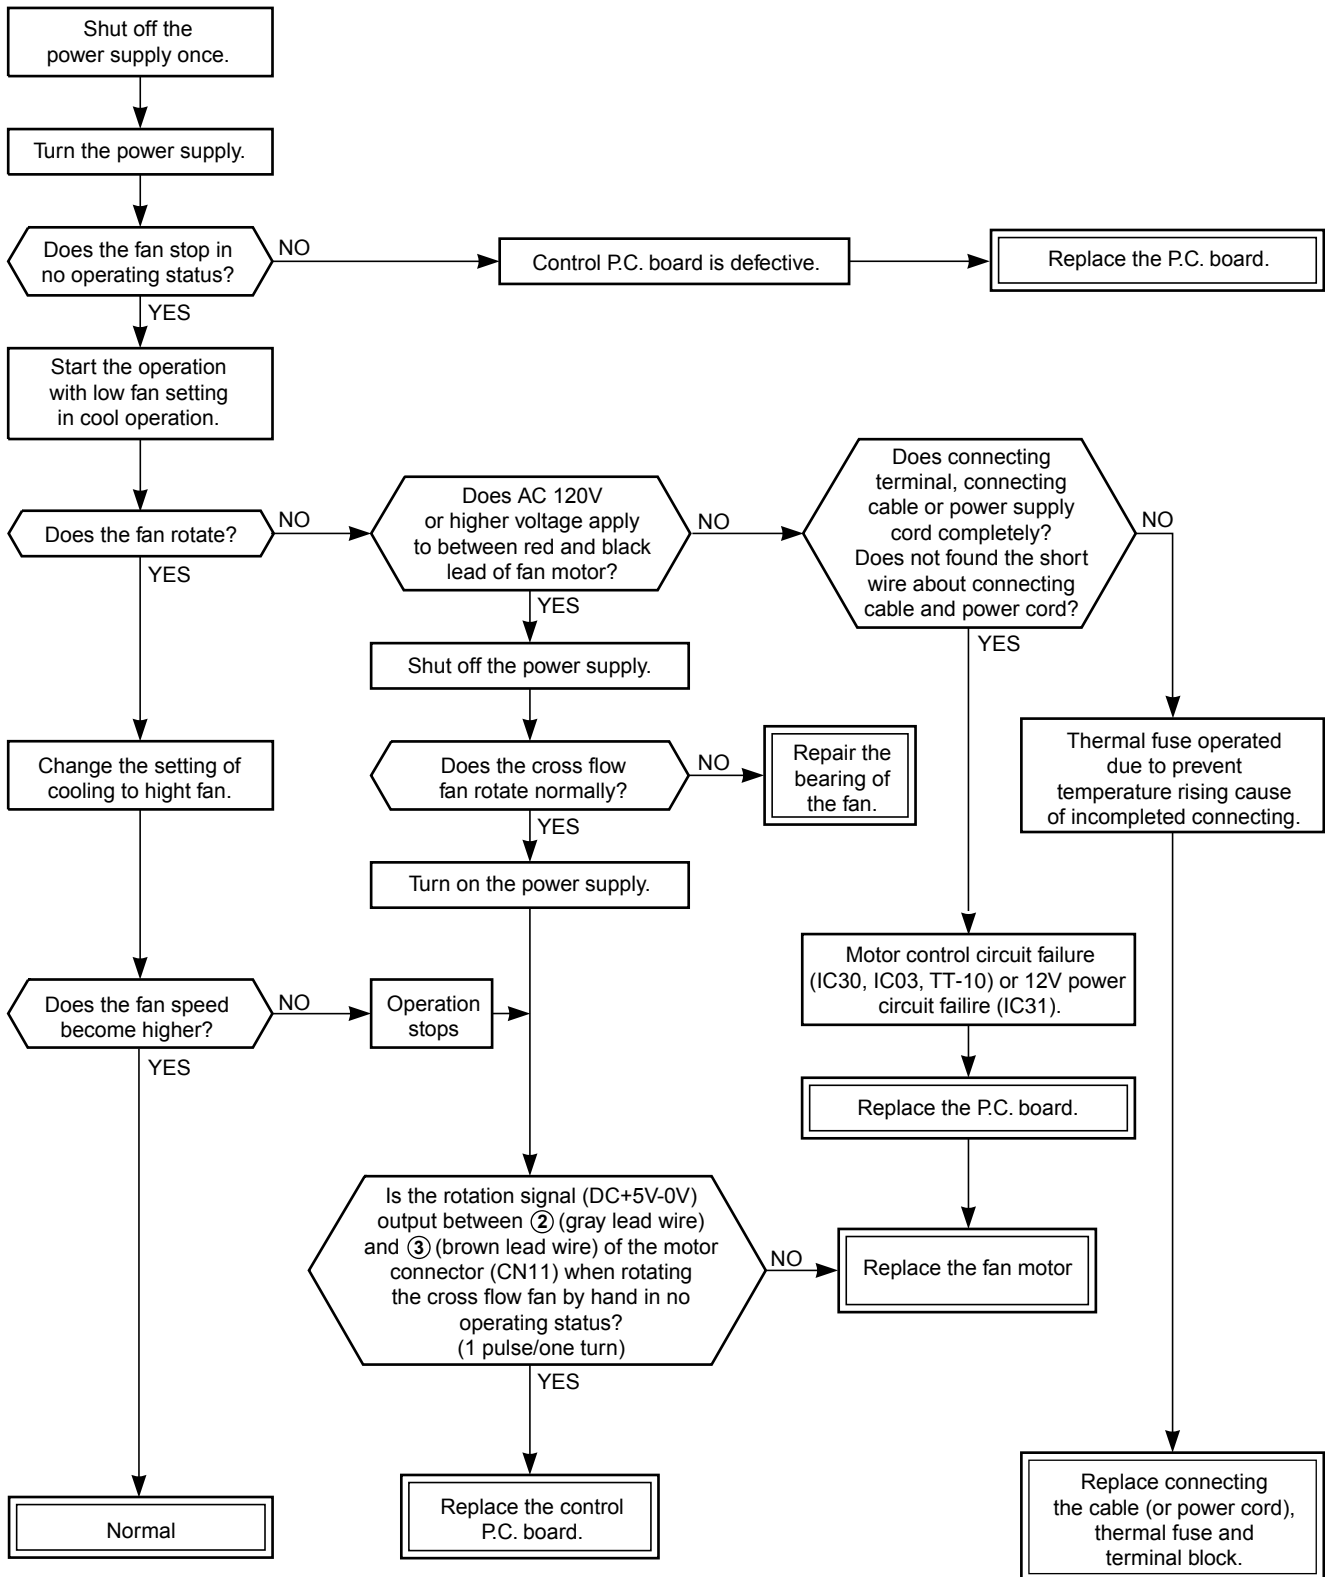 Shut off the
power supply once.
Turn the power supply.
Does the fan stop in
no operating status?
NO
Control P.C. board is defective.
Replace the P.C. board.
YES
Start the operation
with low fan setting
in cool operation.
Does the fan rotate?
NO
Does AC 120V
or higher voltage apply
to between red and black
lead of fan motor?
NO
Does connecting
terminal, connecting
cable or power supply
cord completely?
Does not found the short
wire about connecting
cable and power cord?
NO
YES
YES
YES
Shut off the power supply.
Change the setting of
cooling to hight fan.
Does the cross flow
fan rotate normally?
NO
Repair the
bearing of
the fan.
Thermal fuse operated
due to prevent
temperature rising cause
of incompleted connecting.
YES
Turn on the power supply.
Motor control circuit failure
(IC30, IC03, TT-10) or 12V power
circuit failire (IC31).
Does the fan speed
become higher?
NO
Operation
stops
YES
Replace the P.C. board.
Is the rotation signal (DC+5V-0V)
output between ② (gray lead wire)
and ③ (brown lead wire) of the motor
connector (CN11) when rotating
the cross flow fan by hand in no
operating status?
(1 pulse/one turn)
NO
Replace the fan motor
YES
Normal
Replace the control
P.C. board.
Replace connecting
the cable (or power cord),
thermal fuse and
terminal block.